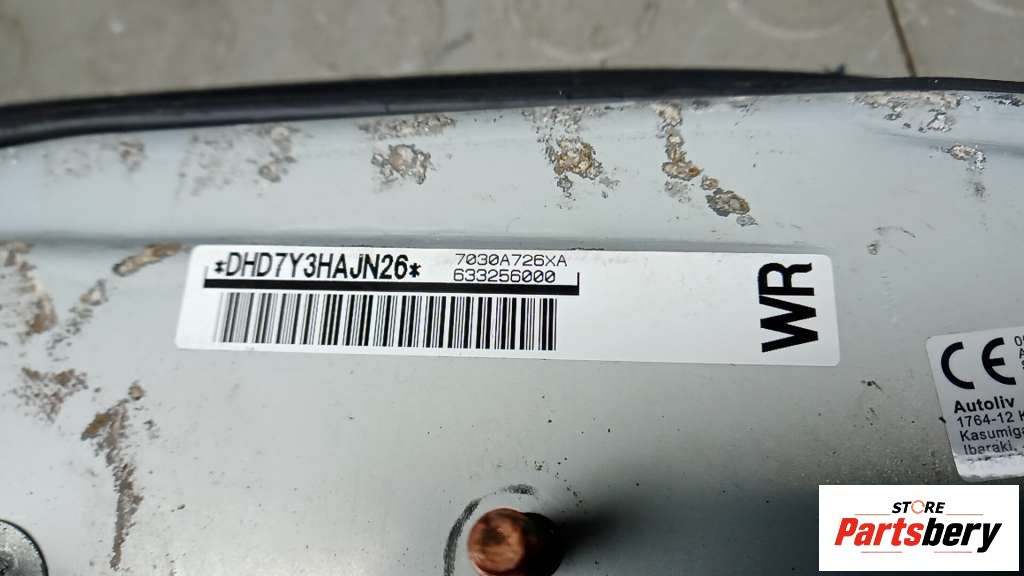 *DHD7Y3HAJN26*
7030A726XA
633256000
WR
CE
Autoliv
1764-12
Kasumiga
Ibaraki,
STORE
Partsbery